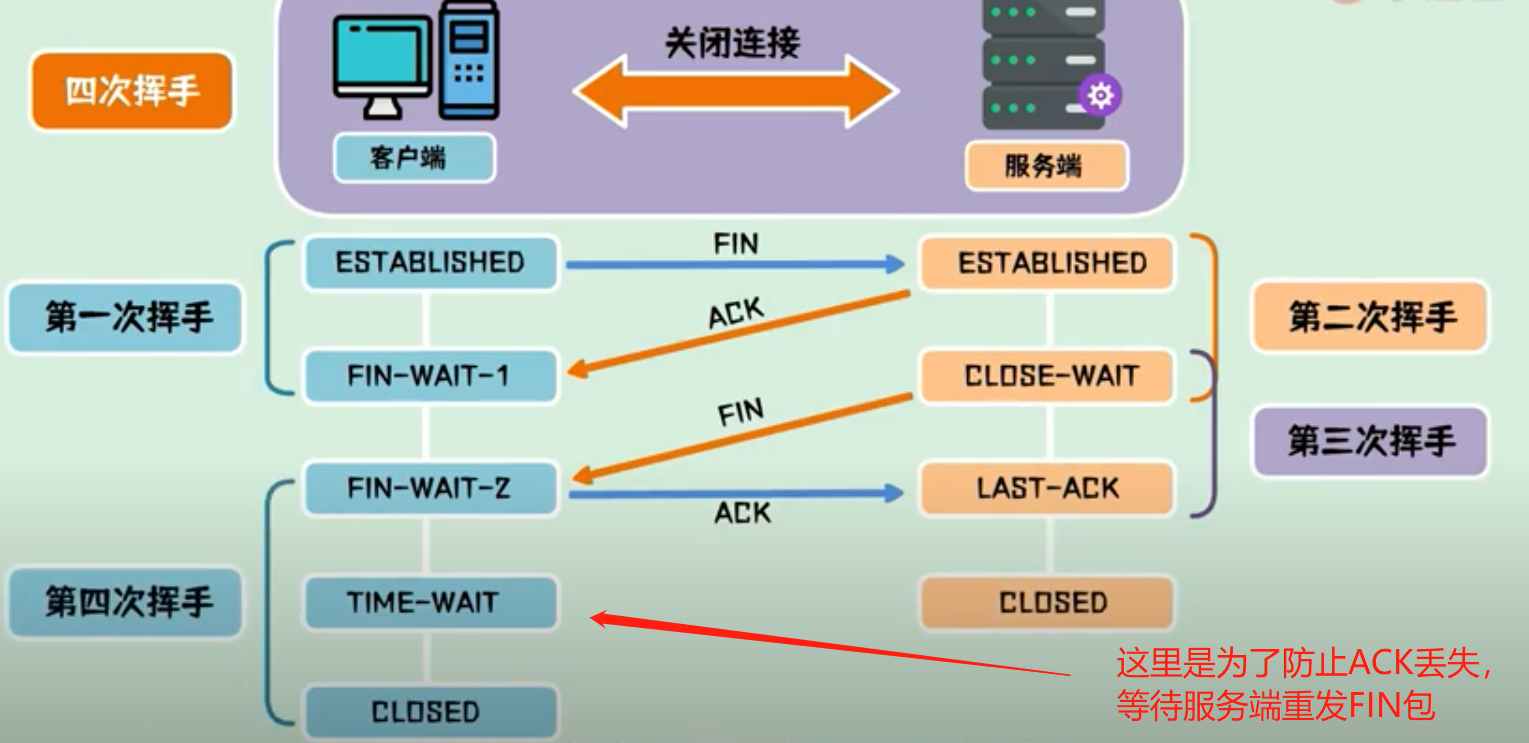 关闭连接
四次挥手
客户端
服务端
ESTABLISHED
FIN
ESTABLISHED
第一次挥手
ACK
第二次挥手
FIN-WAIT-1
CLOSE-WAIT
FIN
第三次挥手
FIN-WAIT-2
LAST-ACK
ACK
第四次挥手
TIME-WAIT
CLOSED
这里是为了防止ACK丢失，
等待服务端重发FIN包
CLOSED